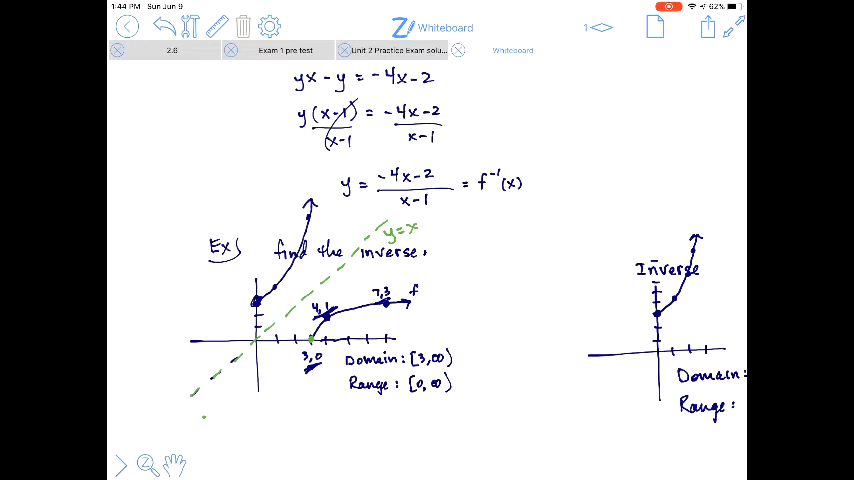 1:44 PM Sun Jun 9
62%
Whiteboard
1
2.6
Exam 1 pre test
Unit 2 Practice Exam solu...
Whiteboard
yx - y = -4x - 2
y(x-1) = -4x-2
x-1 x-1
y = -4x-2 = f⁻¹(x)
x-1
Ex) find the inverse.
y=x
4,1
7,3
f
3,0
Domain: [3,∞)
Range: [0,∞)
Inverse
Domain:
Range: